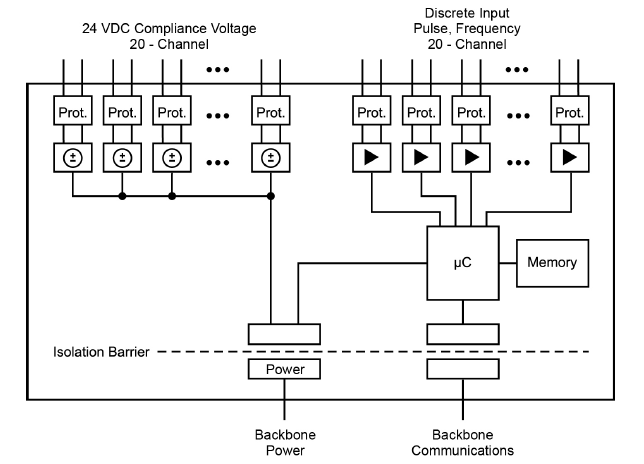 24 VDC Compliance Voltage
20 - Channel
Discrete Input
Pulse, Frequency
20 - Channel
Prot. Prot. Prot. ••• Prot. Prot. Prot. Prot. ••• Prot.
± ± ± ••• ±
µC
Memory
Isolation Barrier
Power
Backbone
Power
Backbone
Communications